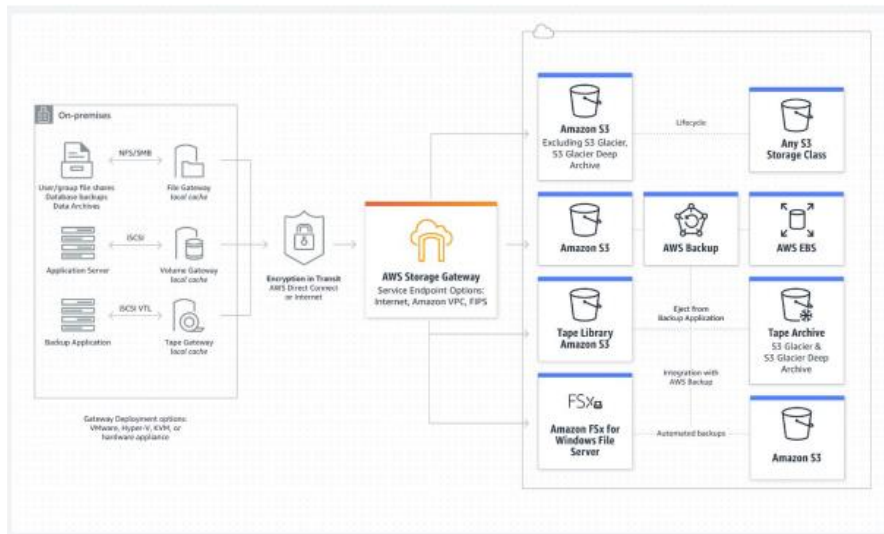 On-premises
NFS/SMB
User/group file shares
Database backups
Data Archives
File Gateway
local cache
iSCSI
Application Server
Volume Gateway
local cache
iSCSI VTL
Backup Application
Tape Gateway
local cache
Gateway Deployment options:
VMware, Hyper-V, KVM, or
hardware appliance
Encryption in Transit
AWS Direct Connect
or Internet
AWS Storage Gateway
Service Endpoint Options:
Internet, Amazon VPC, FIPS
Amazon S3
Excluding S3 Glacier,
S3 Glacier Deep
Archive
Lifecycle
Any S3
Storage Class
Amazon S3
AWS Backup
AWS EBS
Tape Library
Amazon S3
Eject from
Backup Application
Tape Archive
S3 Glacier &
S3 Glacier Deep
Archive
Integration with
AWS Backup
FSx
Amazon FSx for
Windows File
Server
Automated backups
Amazon S3